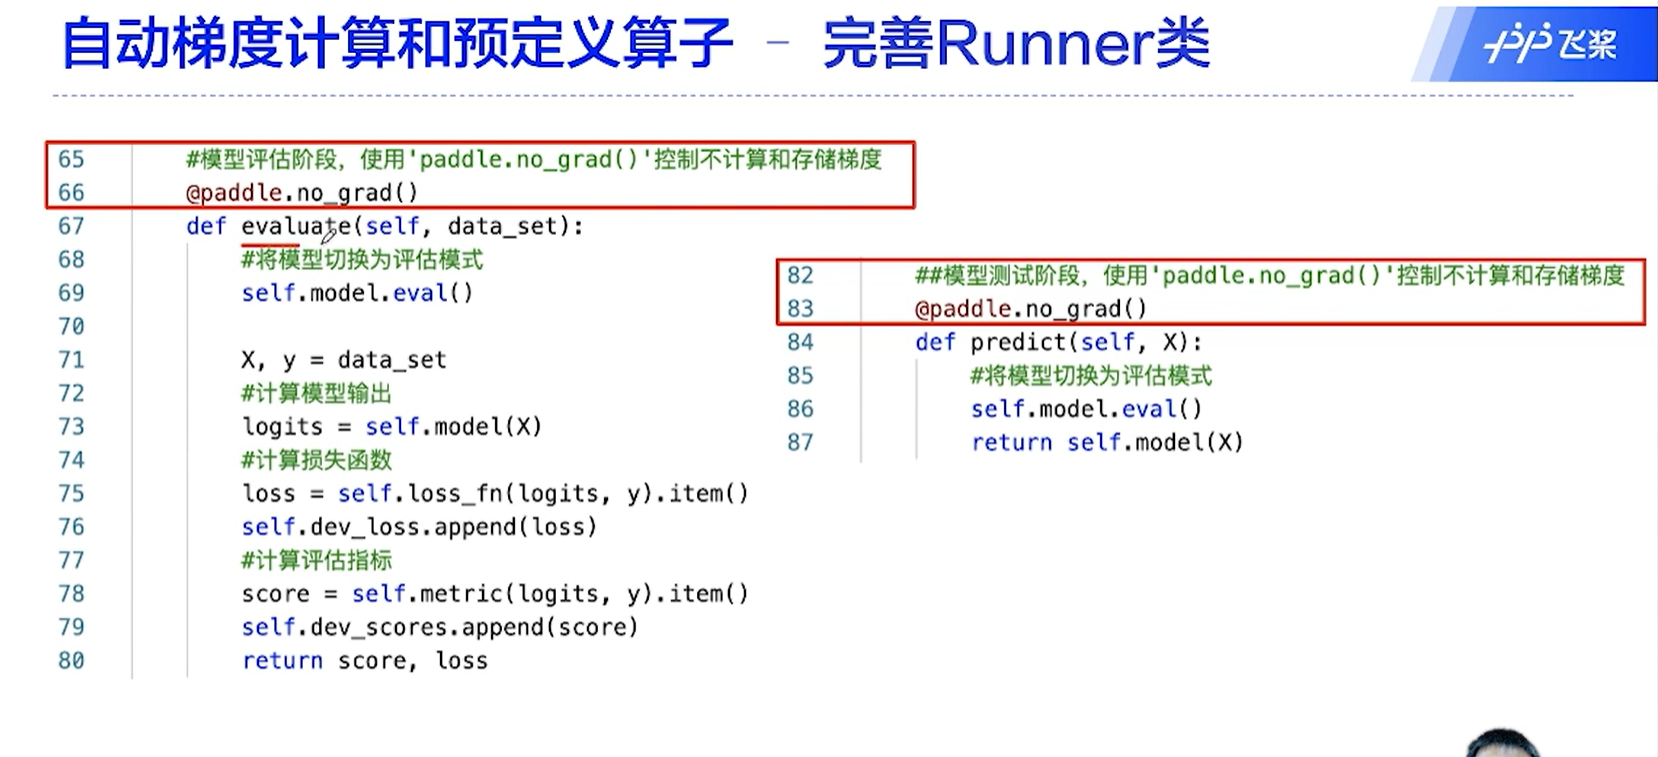 自动梯度计算和预定义算子 - 完善Runner类
飞桨
65 #模型评估阶段，使用'paddle.no_grad()'控制不计算和存储梯度
66 @paddle.no_grad()
67 def evaluate(self, data_set):
68 #将模型切换为评估模式
69 self.model.eval()
70
71 X, y = data_set
72 #计算模型输出
73 logits = self.model(X)
74 #计算损失函数
75 loss = self.loss_fn(logits, y).item()
76 self.dev_loss.append(loss)
77 #计算评估指标
78 score = self.metric(logits, y).item()
79 self.dev_scores.append(score)
80 return score, loss
82 ##模型测试阶段，使用'paddle.no_grad()'控制不计算和存储梯度
83 @paddle.no_grad()
84 def predict(self, X):
85 #将模型切换为评估模式
86 self.model.eval()
87 return self.model(X)